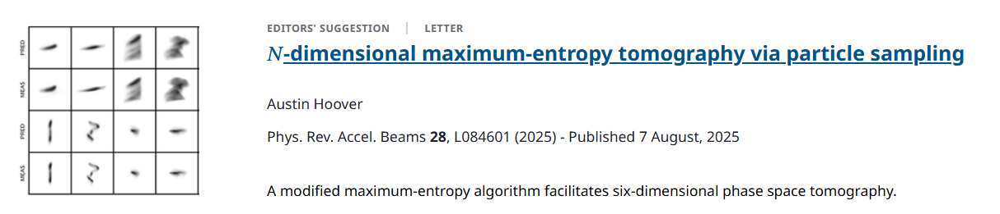 PRED
MEAS
PRED
MEAS
EDITORS' SUGGESTION | LETTER
N-dimensional maximum-entropy tomography via particle sampling
Austin Hoover
Phys. Rev. Accel. Beams 28, L084601 (2025) - Published 7 August, 2025
A modified maximum-entropy algorithm facilitates six-dimensional phase space tomography.